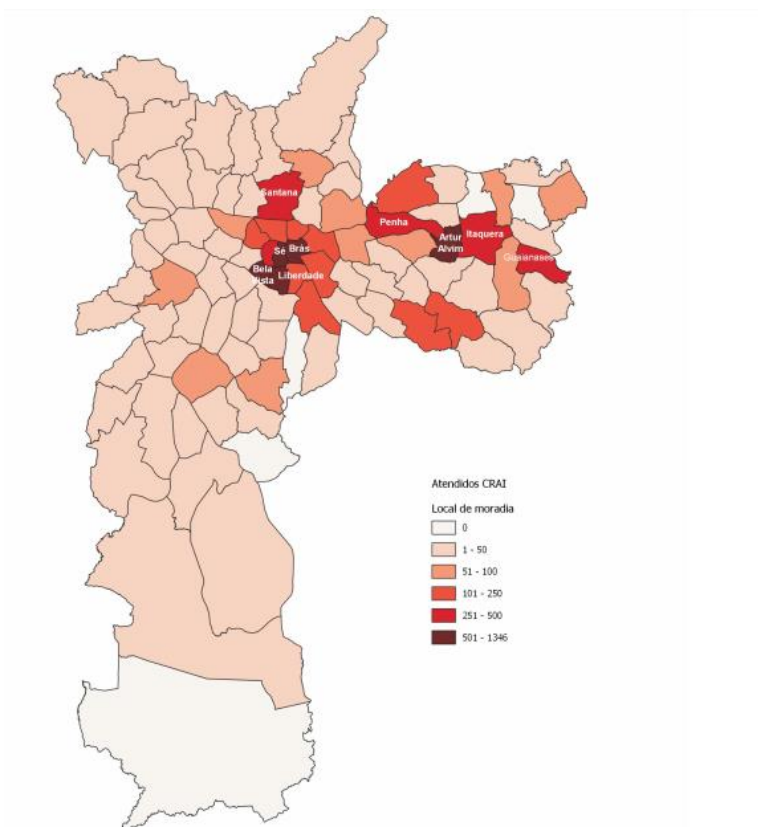 Santana
Penha
Artur
Alvim
Itaquera
Guaianases
Sé
Brás
Bela
Vista
Liberdade
Atendidos CRAI
Local de moradia
0
1 - 50
51 - 100
101 - 250
251 - 500
501 - 1346